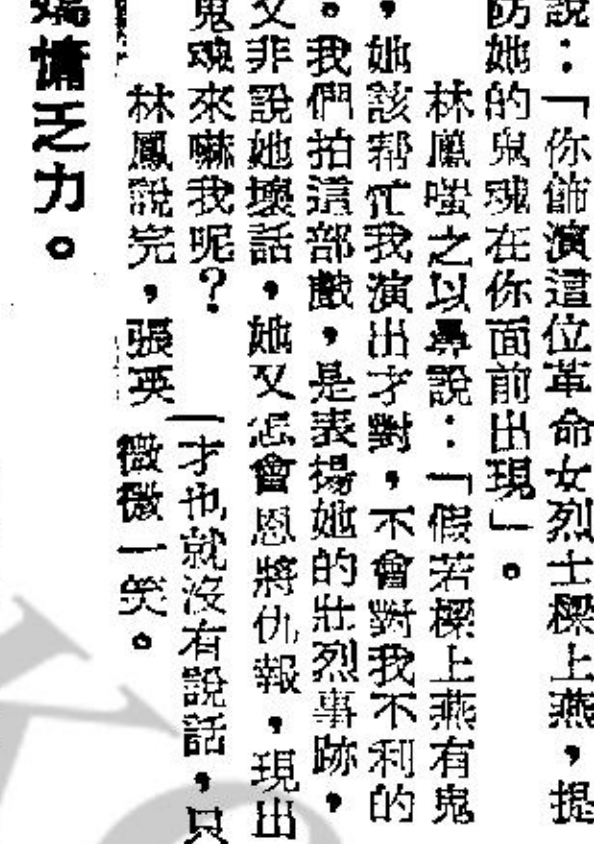 說：「你飾演這位革命女烈士樑上燕，提
防她的鬼魂在你面前出現」。
林鳳嗤之以鼻說：「假若樑上燕有鬼
，她該帮忙我演出才對，不會對我不利的
。我們拍這部戲，是表揚她的壯烈事跡，
又非說她壞話，她又怎會恩將仇報，現出
鬼魂來嚇我呢？」
林鳳說完，張英才也就沒有說話，只
微微一笑。
慵乏力。